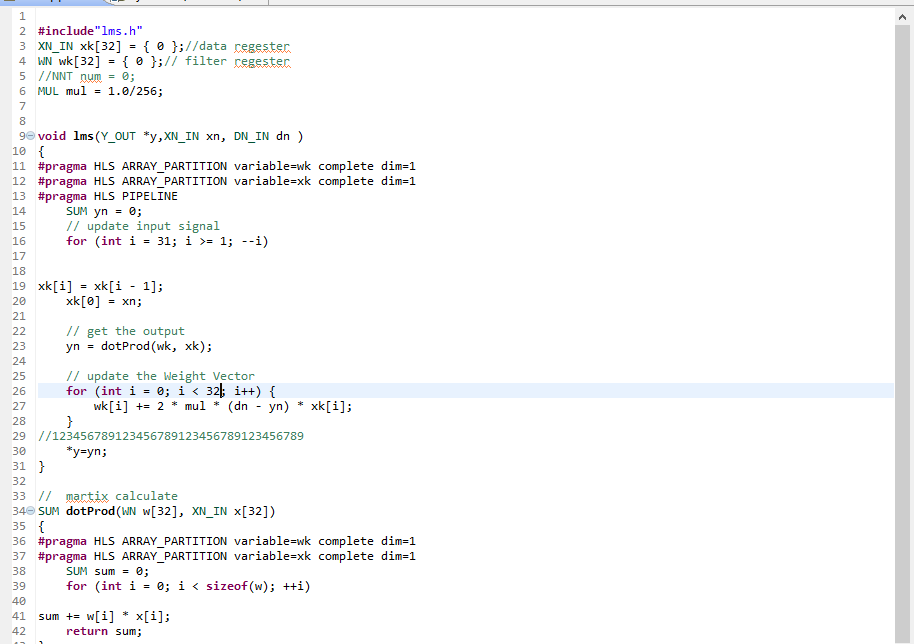 1
2 #include"lms.h"
3 XN_IN xk[32] = { 0 };//data regester
4 WN wk[32] = { 0 };// filter regester
5 //NNT num = 0;
6 MUL mul = 1.0/256;
7
8
9 void lms(Y_OUT *y,XN_IN xn, DN_IN dn )
10 {
11 #pragma HLS ARRAY_PARTITION variable=wk complete dim=1
12 #pragma HLS ARRAY_PARTITION variable=xk complete dim=1
13 #pragma HLS PIPELINE
14     SUM yn = 0;
15     // update input signal
16     for (int i = 31; i >= 1; --i)
17
18
19 xk[i] = xk[i - 1];
20     xk[0] = xn;
21
22     // get the output
23     yn = dotProd(wk, xk);
24
25     // update the Weight Vector
26     for (int i = 0; i < 32; i++) {
27         wk[i] += 2 * mul * (dn - yn) * xk[i];
28     }
29 //123456789123456789123456789123456789
30     *y=yn;
31 }
32
33 //  martix calculate
34 SUM dotProd(WN w[32], XN_IN x[32])
35 {
36 #pragma HLS ARRAY_PARTITION variable=wk complete dim=1
37 #pragma HLS ARRAY_PARTITION variable=xk complete dim=1
38     SUM sum = 0;
39     for (int i = 0; i < sizeof(w); ++i)
40
41 sum += w[i] * x[i];
42     return sum;